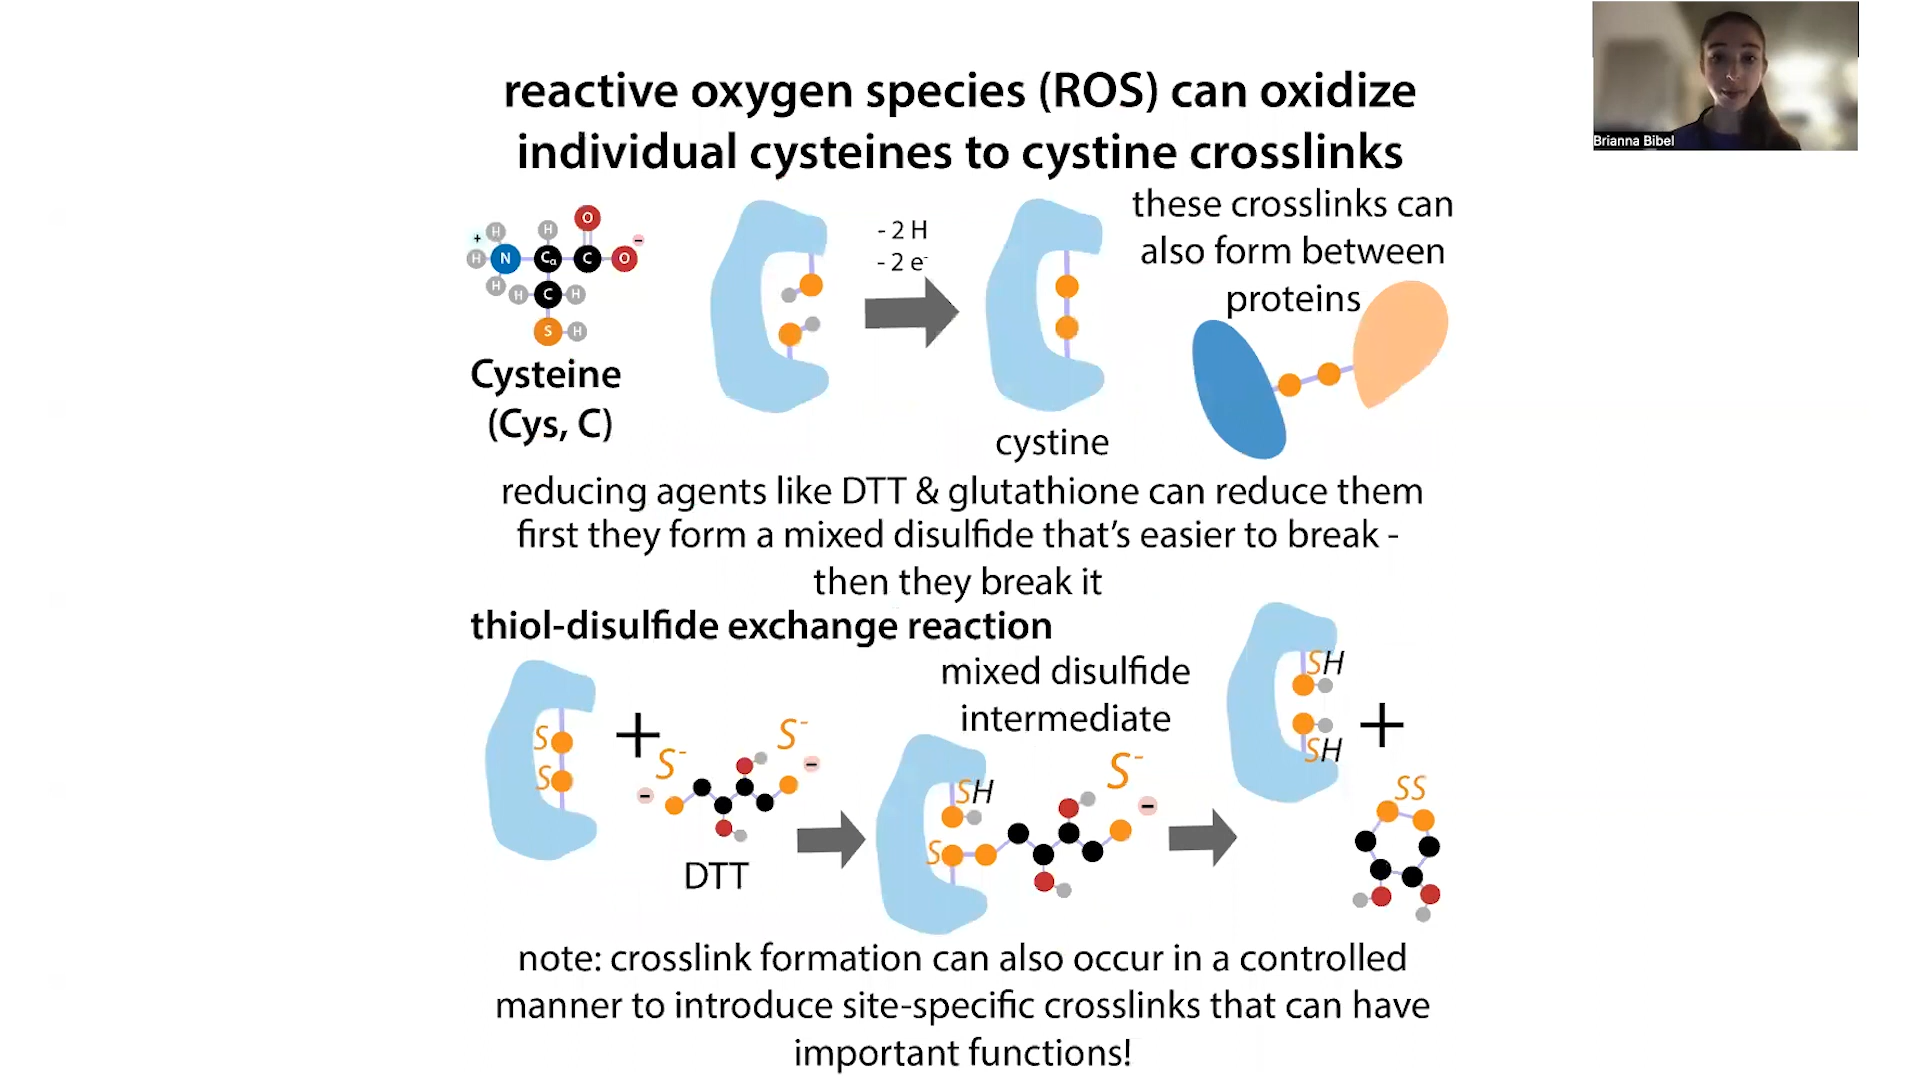 reactive oxygen species (ROS) can oxidize
individual cysteines to cystine crosslinks
Brianna Bibel
H
H
H
+
N
H
Cα
C
O
O
−
H
C
H
S
H
Cysteine
(Cys, C)
- 2 H
- 2 e⁻
cystine
these crosslinks can
also form between
proteins
reducing agents like DTT & glutathione can reduce them
first they form a mixed disulfide that’s easier to break -
then they break it
thiol-disulfide exchange reaction
S
S
+
S⁻
−
S⁻
−
DTT
mixed disulfide
intermediate
SH
S
S⁻
−
SH
SH
+
SS
note: crosslink formation can also occur in a controlled
manner to introduce site-specific crosslinks that can have
important functions!